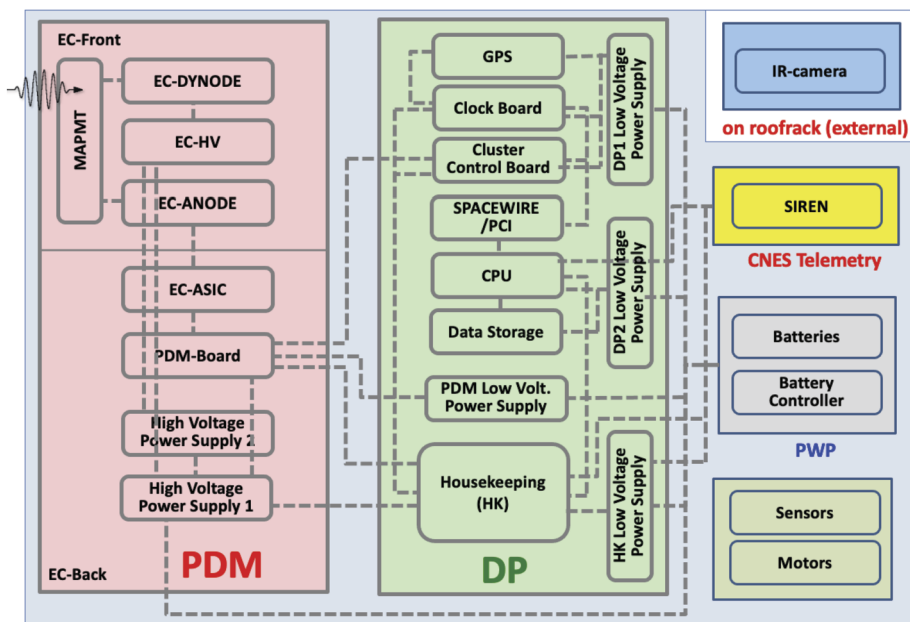 EC-Front
MAPMT
EC-DYNODE
EC-HV
EC-ANODE
EC-ASIC
PDM-Board
High Voltage
Power Supply 2
High Voltage
Power Supply 1
EC-Back
PDM
GPS
Clock Board
Cluster
Control Board
SPACEWIRE
/PCI
CPU
Data Storage
PDM Low Volt.
Power Supply
Housekeeping
(HK)
DP
DP1 Low Voltage
Power Supply
DP2 Low Voltage
Power Supply
HK Low Voltage
Power Supply
IR-camera
on roofrack (external)
SIREN
CNES Telemetry
Batteries
Battery
Controller
PWP
Sensors
Motors